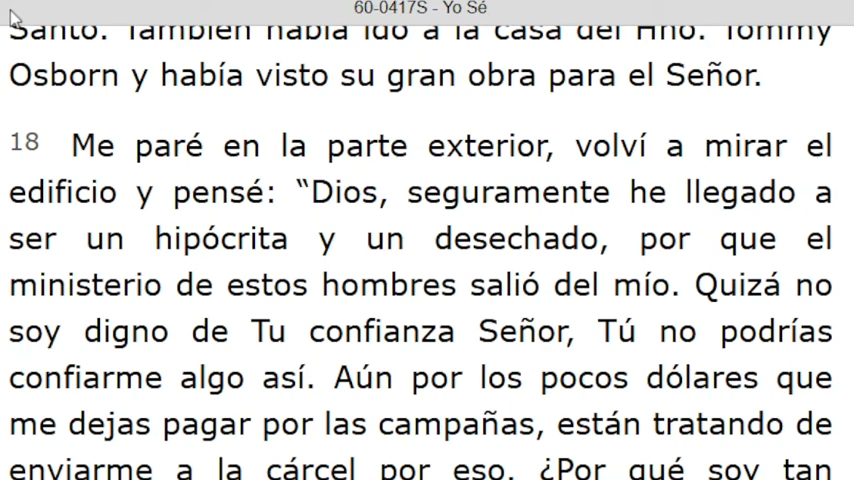 60-0417S - Yo Sé
Santo. También había ido a la casa del Hno. Tommy
Osborn y había visto su gran obra para el Señor.
18 Me paré en la parte exterior, volví a mirar el
edificio y pensé: “Dios, seguramente he llegado a
ser un hipócrita y un desechado, por que el
ministerio de estos hombres salió del mío. Quizá no
soy digno de Tu confianza Señor, Tú no podrías
confiarme algo así. Aún por los pocos dólares que
me dejas pagar por las campañas, están tratando de
enviarme a la cárcel por eso. ¿Por qué soy tan